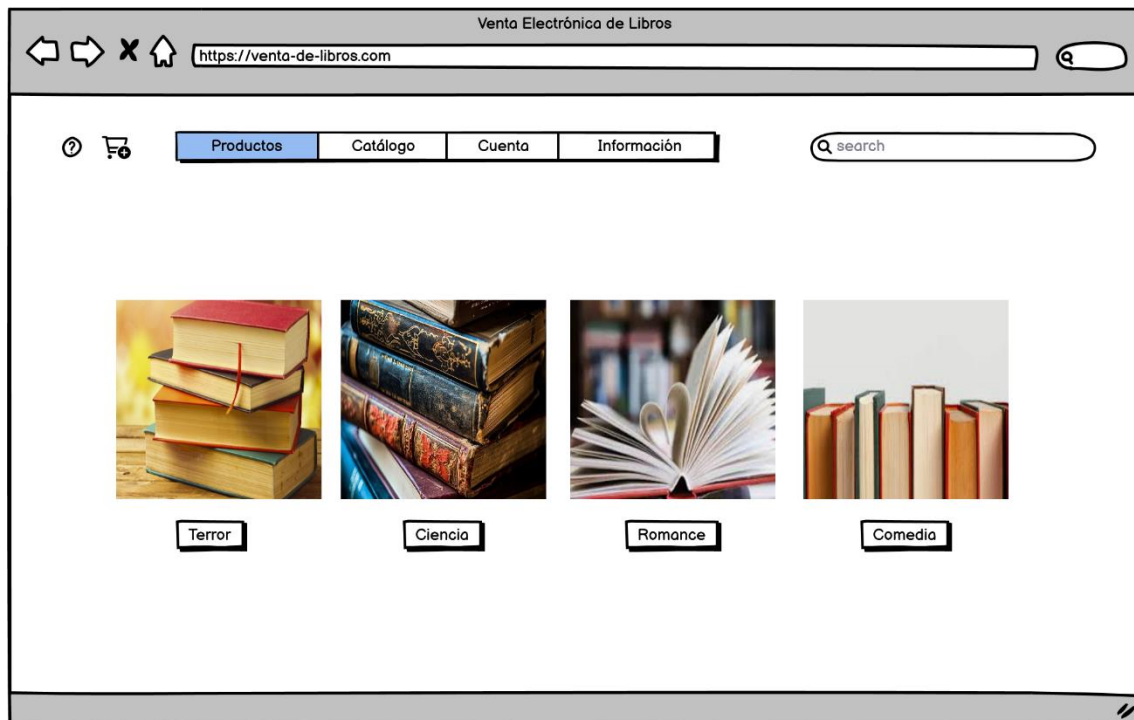 Venta Electrónica de Libros
https://venta-de-libros.com
Productos Catálogo Cuenta Información search
Terror Ciencia Romance Comedia